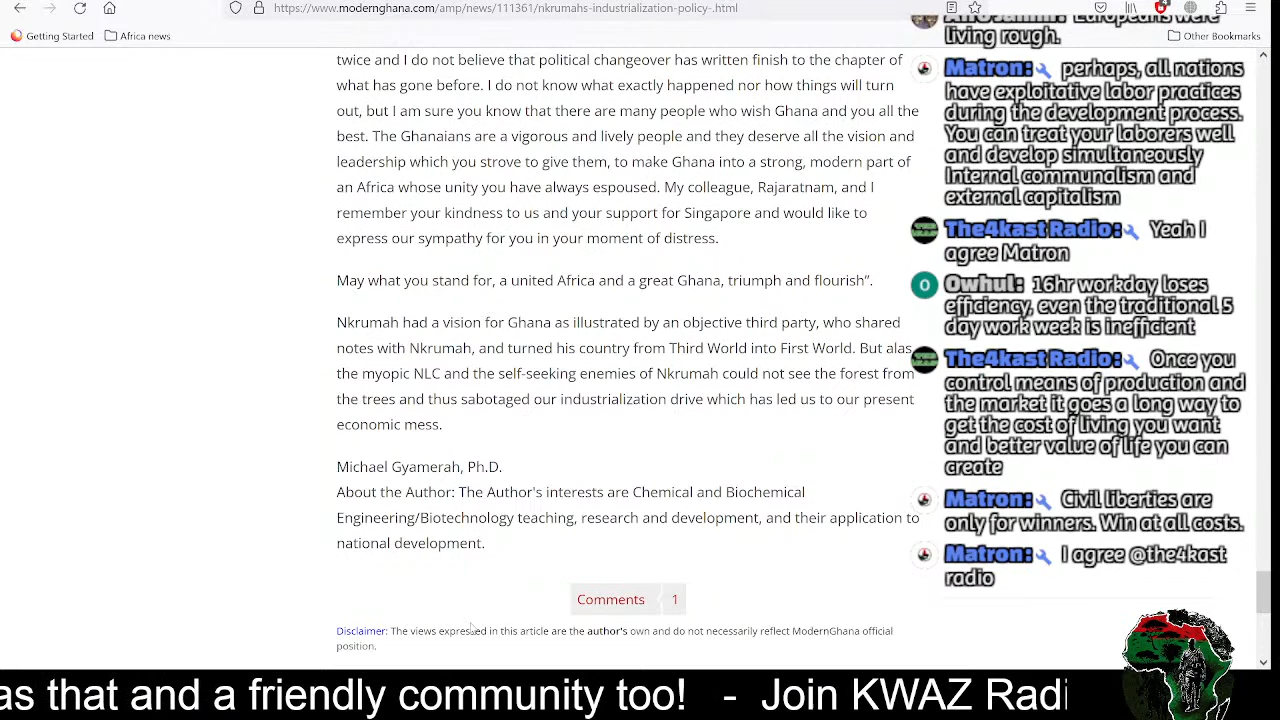 https://www.modernghana.com/amp/news/111361/nkrumahs-industrialization-policy-.html
4
Getting Started
Africa news
Other Bookmarks
twice and I do not believe that political changeover has written finish to the chapter of
what has gone before. I do not know what exactly happened nor how things will turn
out, but I am sure you know that there are many people who wish Ghana and you all the
best. The Ghanaians are a vigorous and lively people and they deserve all the vision and
leadership which you strove to give them, to make Ghana into a strong, modern part of
an Africa whose unity you have always espoused. My colleague, Rajaratnam, and I
remember your kindness to us and your support for Singapore and would like to
express our sympathy for you in your moment of distress.
May what you stand for, a united Africa and a great Ghana, triumph and flourish”.
Nkrumah had a vision for Ghana as illustrated by an objective third party, who shared
notes with Nkrumah, and turned his country from Third World into First World. But alas
the myopic NLC and the self-seeking enemies of Nkrumah could not see the forest from
the trees and thus sabotaged our industrialization drive which has led us to our present
economic mess.
Michael Gyamerah, Ph.D.
About the Author: The Author's interests are Chemical and Biochemical
Engineering/Biotechnology teaching, research and development, and their application to
national development.
Comments 1
Disclaimer: The views expressed in this article are the author's own and do not necessarily reflect ModernGhana official
position.
Europeans were
living rough.
Matron: perhaps, all nations
have exploitative labor practices
during the development process.
You can treat your laborers well
and develop simultaneously
Internal communalism and
external capitalism
The4kast Radio: Yeah I
agree Matron
O
Owhul: 16hr workday loses
efficiency, even the traditional 5
day work week is inefficient
The4kast Radio: Once you
control means of production and
the market it goes a long way to
get the cost of living you want
and better value of life you can
create
Matron: Civil liberties are
only for winners. Win at all costs.
Matron: I agree @the4kast
radio
as that and a friendly community too! - Join KWAZ Radi